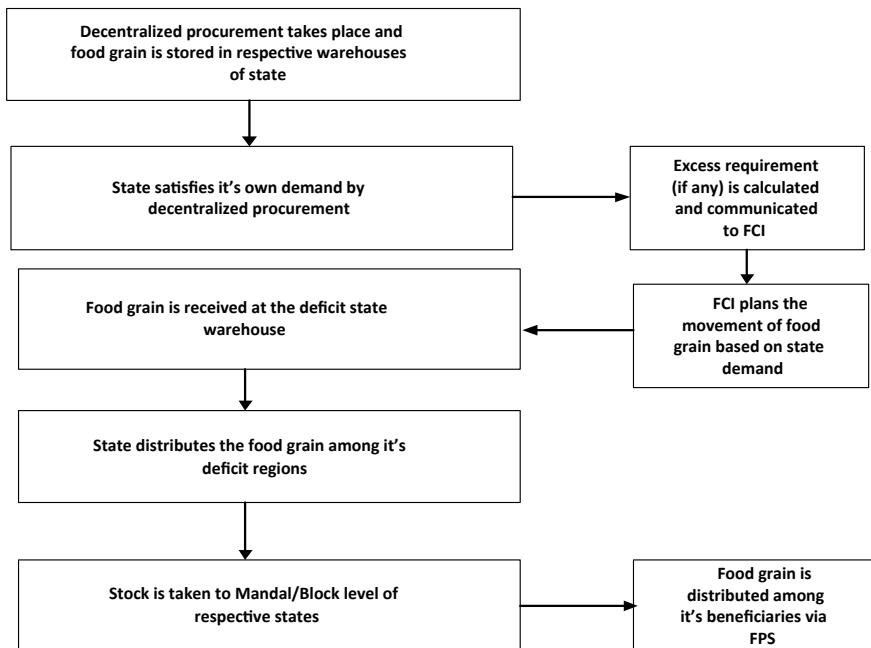 Decentralized procurement takes place and
food grain is stored in respective warehouses
of state
State satisfies it's own demand by
decentralized procurement
Excess requirement
(if any) is calculated
and communicated
to FCI
FCI plans the
movement of food
grain based on state
demand
Food grain is received at the deficit state
warehouse
State distributes the food grain among it's
deficit regions
Stock is taken to Mandal/Block level of
respective states
Food grain is
distributed among
it's beneficiaries via
FPS